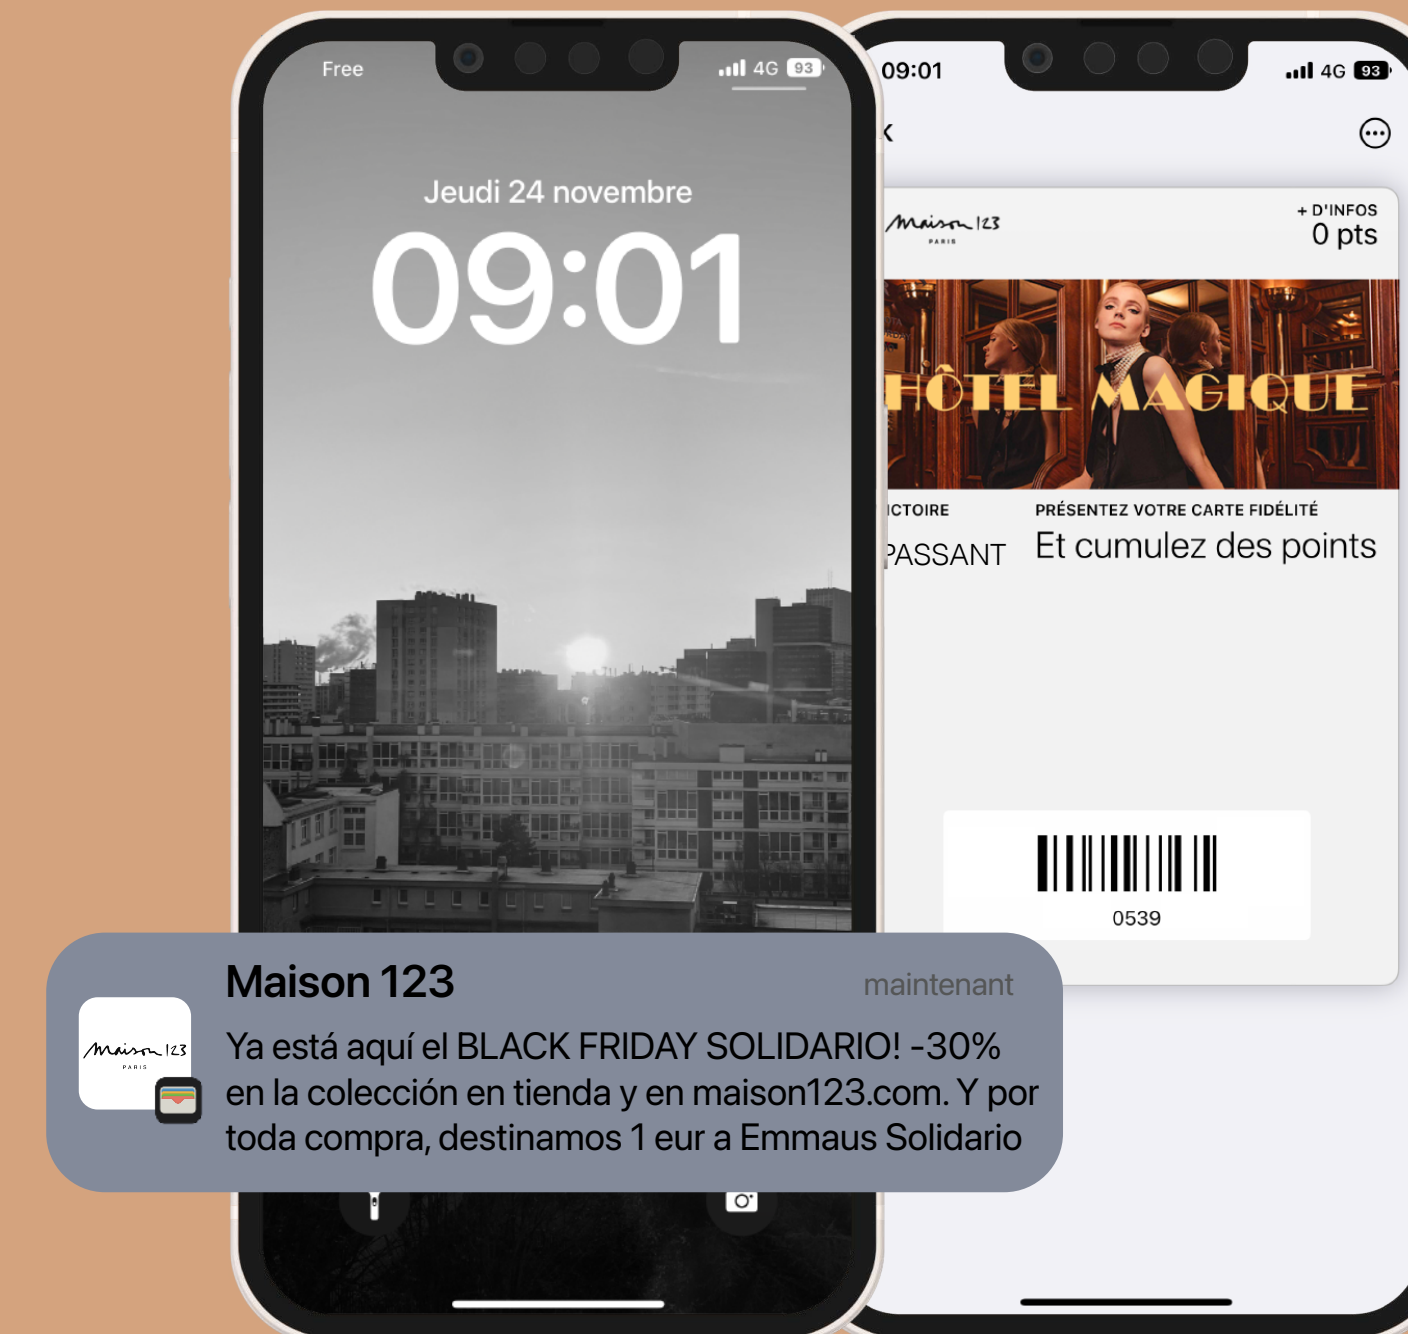 Free
4G 93
Jeudi 24 novembre
09:01
Maison 123
maintenant
Maison 123
PARIS
Ya está aquí el BLACK FRIDAY SOLIDARIO! -30%
en la colección en tienda y en maison123.com. Y por
toda compra, destinamos 1 eur a Emmaus Solidario
09:01
4G 93
Maison 123
PARIS
+ D'INFOS
0 pts
HÔTEL MAGIQUE
ICTOIRE
PRÉSENTEZ VOTRE CARTE FIDÉLITÉ
PASSANT
Et cumulez des points
0539